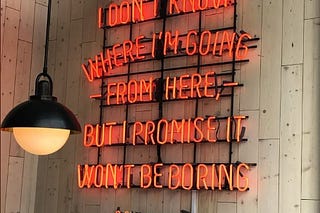 I DON'T KNOW
WHERE I'M GOING
– FROM HERE, –
BUT I PROMISE IT
WON'T BE BORING